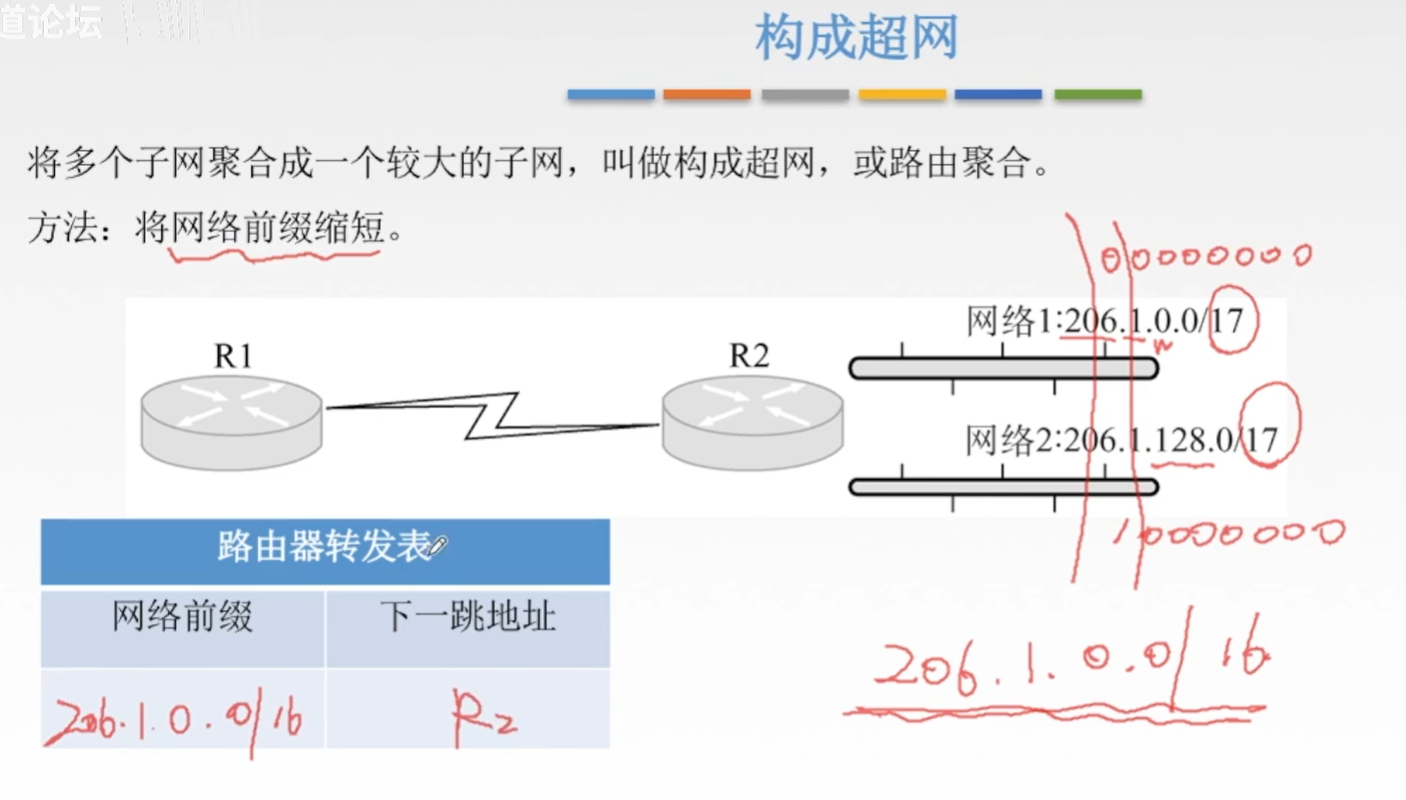 道论坛
构成超网
将多个子网聚合成一个较大的子网，叫做构成超网，或路由聚合。
方法：将网络前缀缩短。
00000000
网络1:206.1.0.0/17
R1
R2
网络2:206.1.128.0/17
10000000
路由器转发表
网络前缀
下一跳地址
206.1.0.0/16
206.1.0.0/16
R2